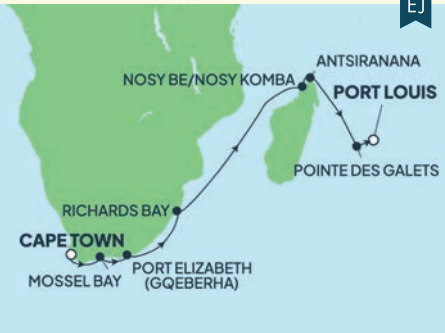 EJ
ANTSIRANANA
NOSY BE/NOSY KOMBA
PORT LOUIS
POINTE DES GALETS
RICHARDS BAY
CAPE TOWN
PORT ELIZABETH
(GQEBERHA)
MOSSEL BAY